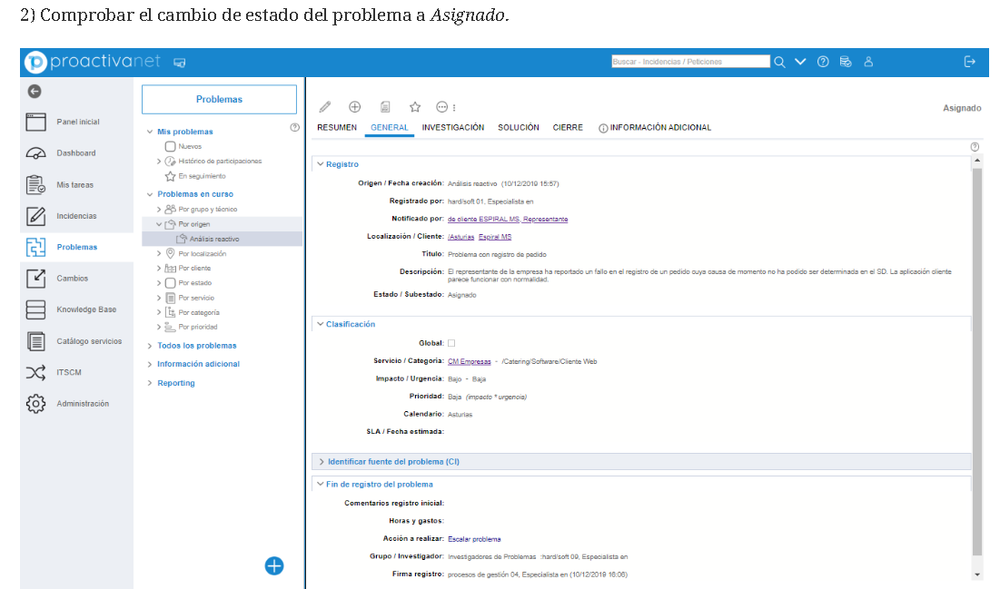 2) Comprobar el cambio de estado del problema a Asignado.
proactivanet
Buscar - Incidencias / Peticiones
Panel inicial
Dashboard
Mis tareas
Incidencias
Problemas
Cambios
Knowledge Base
Catálogo servicios
ITSCM
Administración
Problemas
Mis problemas
Nuevos
Histórico de participaciones
En seguimiento
Problemas en curso
Por grupo y técnico
Por origen
Análisis reactivo
Por localización
Por cliente
Por estado
Por servicio
Por categoría
Por prioridad
Todos los problemas
Información adicional
Reporting
Asignado
RESUMEN GENERAL INVESTIGACIÓN SOLUCIÓN CIERRE INFORMACIÓN ADICIONAL
Registro
Origen / Fecha creación: Análisis reactivo (10/12/2019 15:57)
Registrado por: hard/soft 01, Especialista en
Notificado por: de cliente ESPIRAL MS, Representante
Localización / Cliente: /Asturias Espiral MS
Título: Problema con registro de pedido
Descripción: El representante de la empresa ha reportado un fallo en el registro de un pedido cuya causa de momento no ha podido ser determinada en el SD. La aplicación cliente
parece funcionar con normalidad.
Estado / Subestado: Asignado
Clasificación
Global:
Servicio / Categoría: CM Empresas - /Catering/Software/Cliente Web
Impacto / Urgencia: Bajo - Baja
Prioridad: Baja (impacto * urgencia)
Calendario: Asturias
SLA / Fecha estimada:
Identificar fuente del problema (CI)
Fin de registro del problema
Comentarios registro inicial:
Horas y gastos:
Acción a realizar: Escalar problema
Grupo / Investigador: Investigadores de Problemas :hard/soft 09, Especialista en
Firma registro: procesos de gestión 04, Especialista en (10/12/2019 16:06)